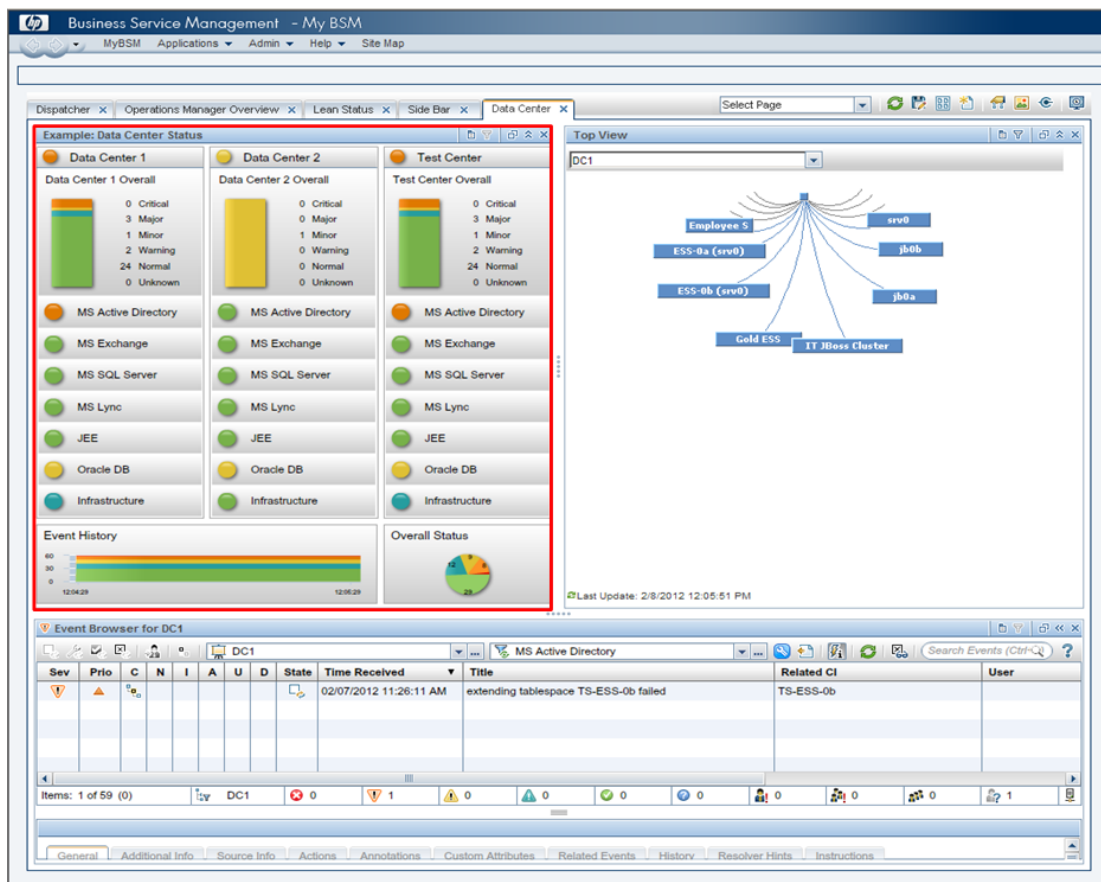 hp Business Service Management - My BSM
MyBSM Applications Admin Help Site Map
Dispatcher Operations Manager Overview Lean Status Side Bar Data Center Select Page
Example: Data Center Status
Data Center 1 Data Center 2 Test Center
Data Center 1 Overall Data Center 2 Overall Test Center Overall
0 Critical 0 Critical 0 Critical
3 Major 0 Major 3 Major
1 Minor 1 Minor 1 Minor
2 Warning 0 Warning 2 Warning
24 Normal 0 Normal 24 Normal
0 Unknown 0 Unknown 0 Unknown
MS Active Directory MS Active Directory MS Active Directory
MS Exchange MS Exchange MS Exchange
MS SQL Server MS SQL Server MS SQL Server
MS Lync MS Lync MS Lync
JEE JEE JEE
Oracle DB Oracle DB Oracle DB
Infrastructure Infrastructure Infrastructure
Event History Overall Status
60
30
0
12:04:29 12:05:29
9
12 8
29
Top View
DC1
Employee S srv0
ESS-0a (srv0) jb0b
ESS-0b (srv0) jb0a
Gold ESS IT JBoss Cluster
Last Update: 2/8/2012 12:05:51 PM
Event Browser for DC1
DC1 ... MS Active Directory ... Search Events (Ctrl+Q) ?
Sev Prio C N I A U D State Time Received Title Related CI User
02/07/2012 11:26:11 AM extending tablespace TS-ESS-0b failed TS-ESS-0b
Items: 1 of 59 (0) DC1 0 1 0 0 0 0 0 0 0 1
General Additional Info Source Info Actions Annotations Custom Attributes Related Events History Resolver Hints Instructions